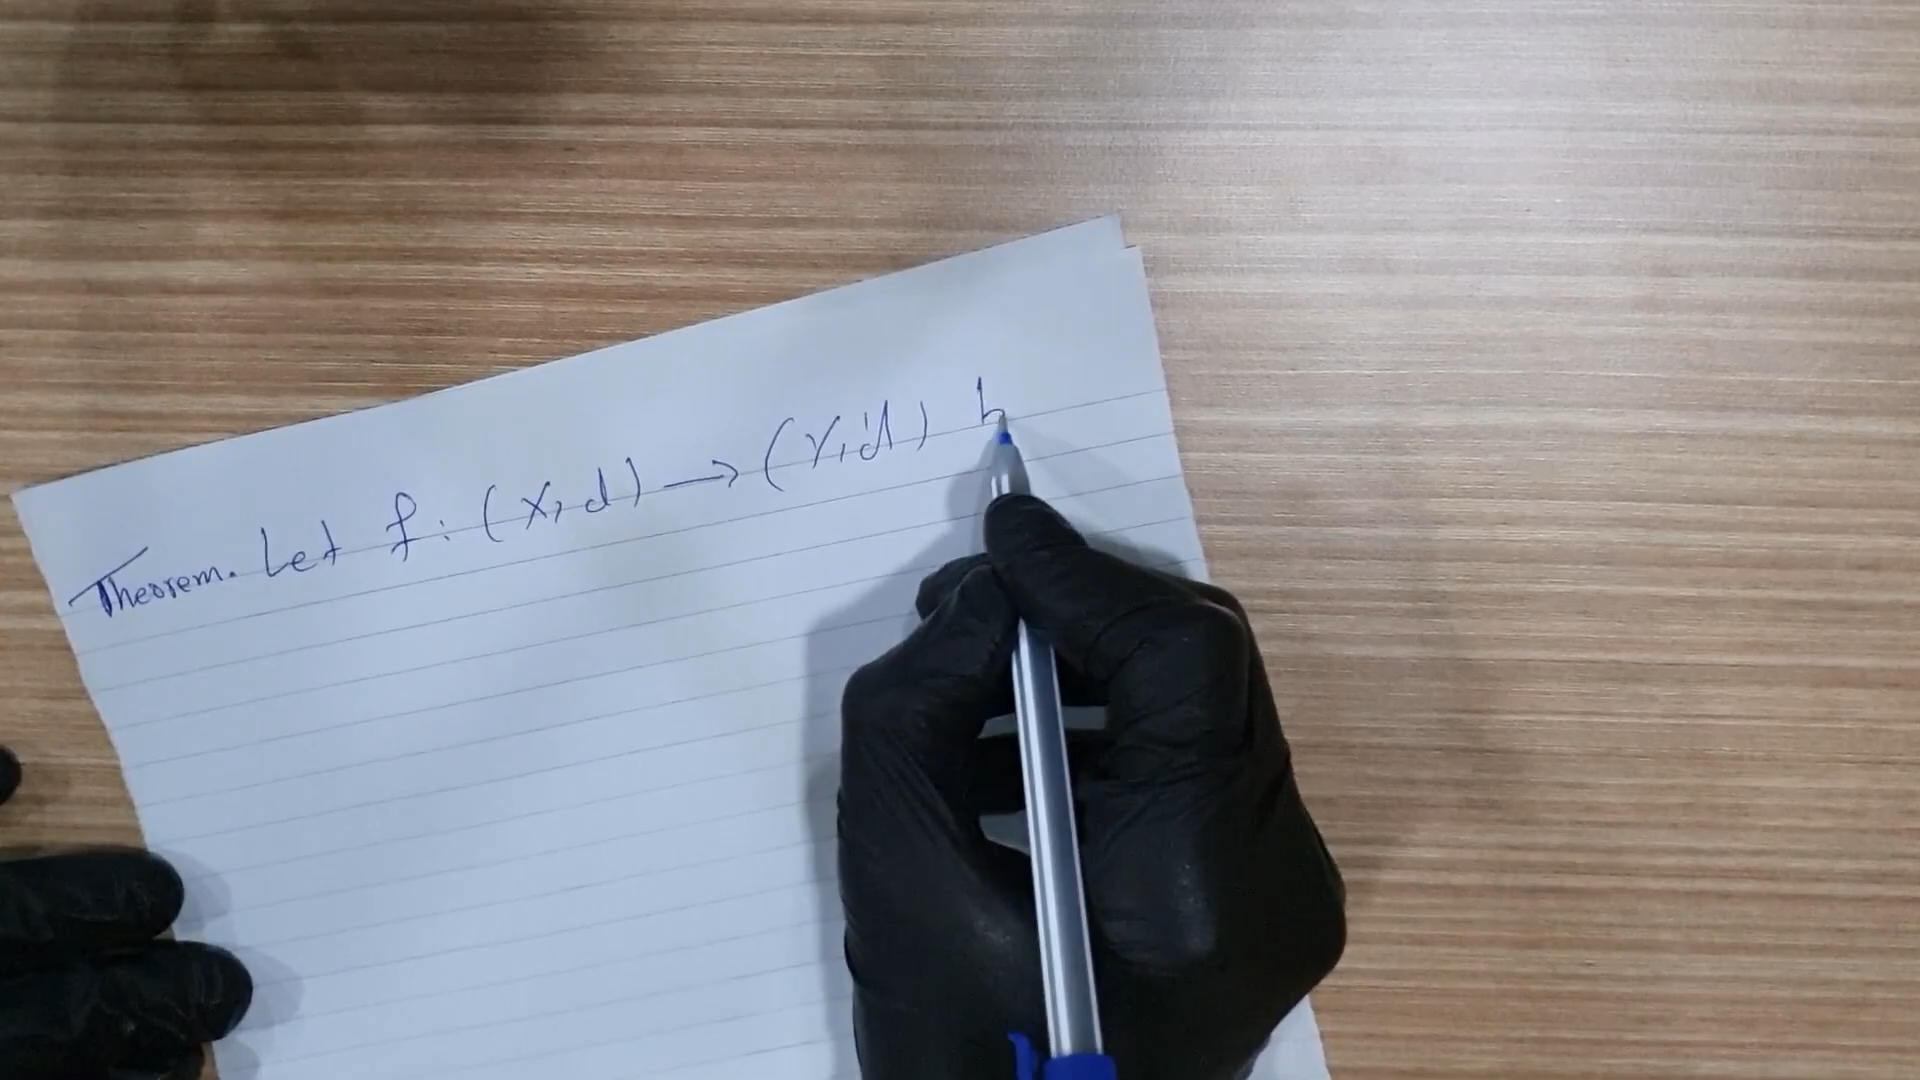 Theorem. Let f: (X, d) → (Y, d') b